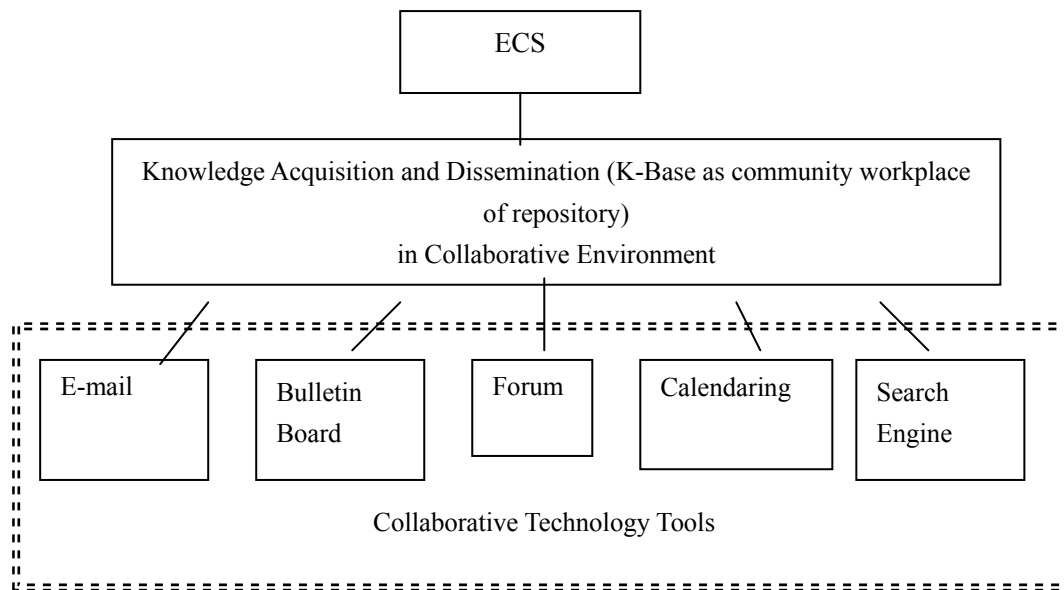 ECS
Knowledge Acquisition and Dissemination (K-Base as community workplace
of repository)
in Collaborative Environment
E-mail
Bulletin
Board
Forum
Calendaring
Search
Engine
Collaborative Technology Tools